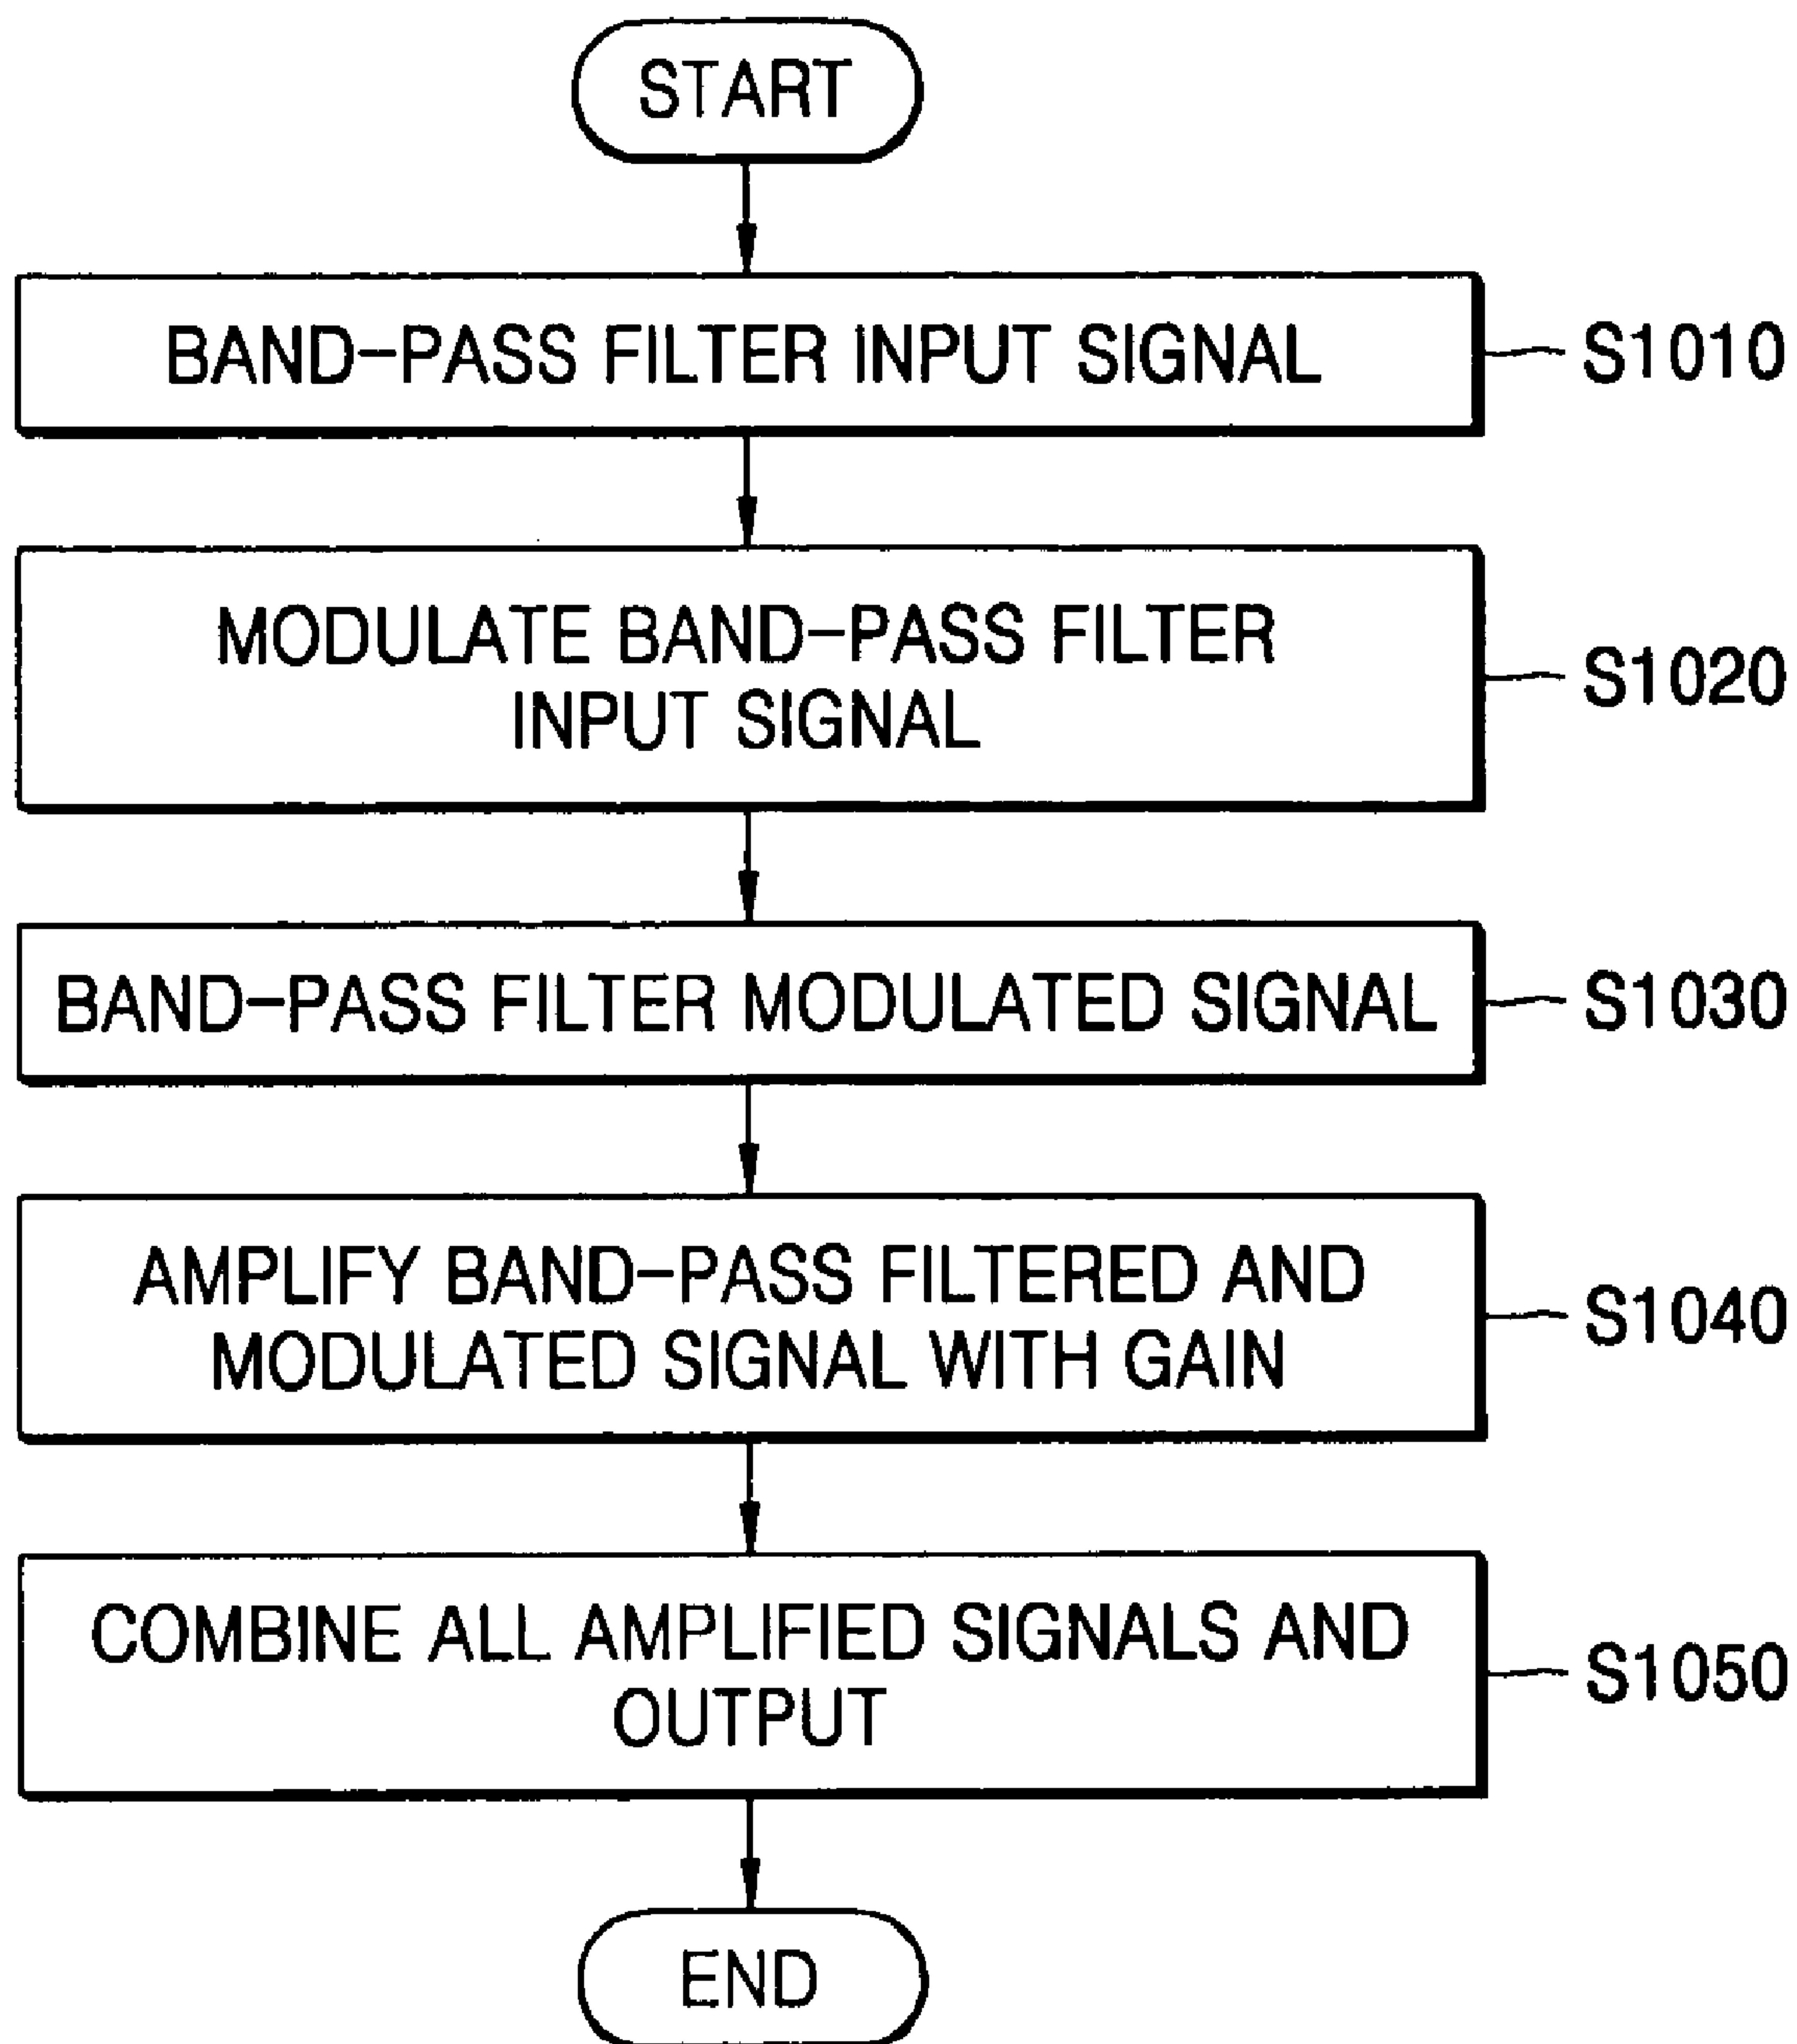 START
BAND-PASS FILTER INPUT SIGNAL
S1010
MODULATE BAND-PASS FILTER
INPUT SIGNAL
S1020
BAND-PASS FILTER MODULATED SIGNAL
S1030
AMPLIFY BAND-PASS FILTERED AND
MODULATED SIGNAL WITH GAIN
S1040
COMBINE ALL AMPLIFIED SIGNALS AND
OUTPUT
S1050
END